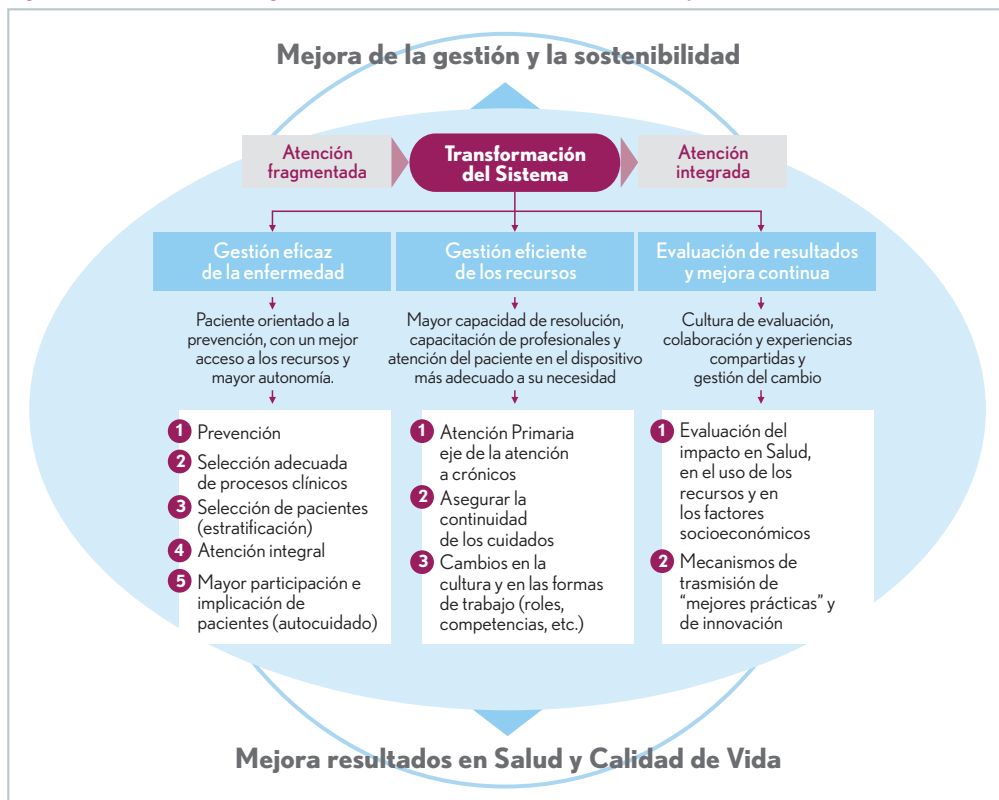 Mejora de la gestión y la sostenibilidad
Atención
fragmentada
Transformación
del Sistema
Atención
integrada
Gestión eficaz
de la enfermedad
Paciente orientado a la
prevención, con un mejor
acceso a los recursos y
mayor autonomía.
1 Prevención
2 Selección adecuada
de procesos clínicos
3 Selección de pacientes
(estratificación)
4 Atención integral
5 Mayor participación e
implicación de
pacientes (autocuidado)
Gestión eficiente
de los recursos
Mayor capacidad de resolución,
capacitación de profesionales y
atención del paciente en el dispositivo
más adecuado a su necesidad
1 Atención Primaria
eje de la atención
a crónicos
2 Asegurar la
continuidad
de los cuidados
3 Cambios en la
cultura y en las formas
de trabajo (roles,
competencias, etc.)
Evaluación de resultados
y mejora continua
Cultura de evaluación,
colaboración y experiencias
compartidas y
gestión del cambio
1 Evaluación del
impacto en Salud,
en el uso de los
recursos y en
los factores
socioeconómicos
2 Mecanismos de
trasmisión de
“mejores prácticas” y
de innovación
Mejora resultados en Salud y Calidad de Vida